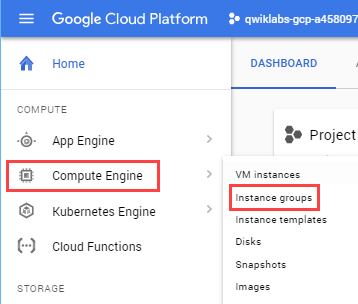 Google Cloud Platform
qwiklabs-gcp-a458097
Home
DASHBOARD
COMPUTE
App Engine
Project
Compute Engine
VM instances
Instance groups
Kubernetes Engine
Instance templates
Cloud Functions
Disks
Snapshots
STORAGE
Images